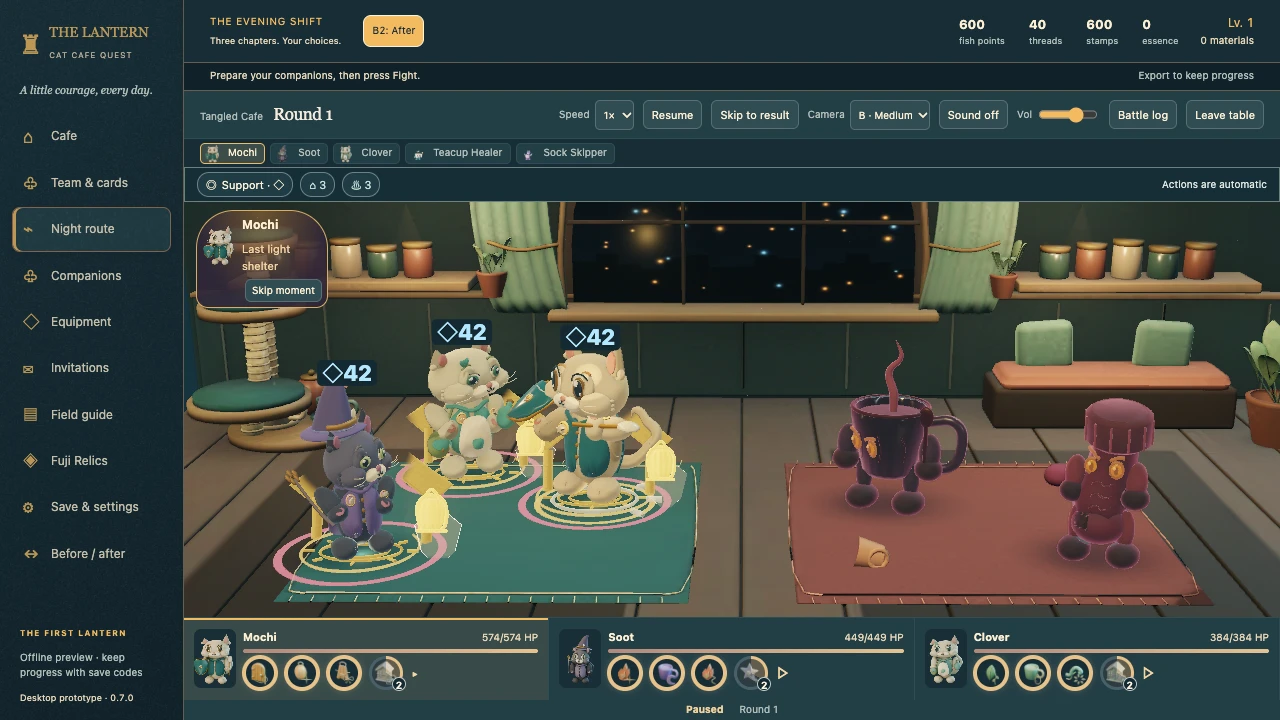 THE LANTERN
CAT CAFE QUEST
A little courage, every day.
Cafe
Team & cards
Night route
Companions
Equipment
Invitations
Field guide
Fuji Relics
Save & settings
Before / after
THE FIRST LANTERN
Offline preview · keep
progress with save codes
Desktop prototype · 0.7.0
THE EVENING SHIFT
Three chapters. Your choices.
B2: After
600
fish points
40
threads
600
stamps
0
essence
Lv. 1
0 materials
Prepare your companions, then press Fight.
Export to keep progress
Tangled Cafe
Round 1
Speed
1x
Resume
Skip to result
Camera
B · Medium
Sound off
Vol
Battle log
Leave table
Mochi
Soot
Clover
Teacup Healer
Sock Skipper
Support ·
3
3
Actions are automatic
Mochi
Last light
shelter
Skip moment
42
42
42
Mochi
574/574 HP
2
Soot
449/449 HP
2
Clover
384/384 HP
2
Paused
Round 1